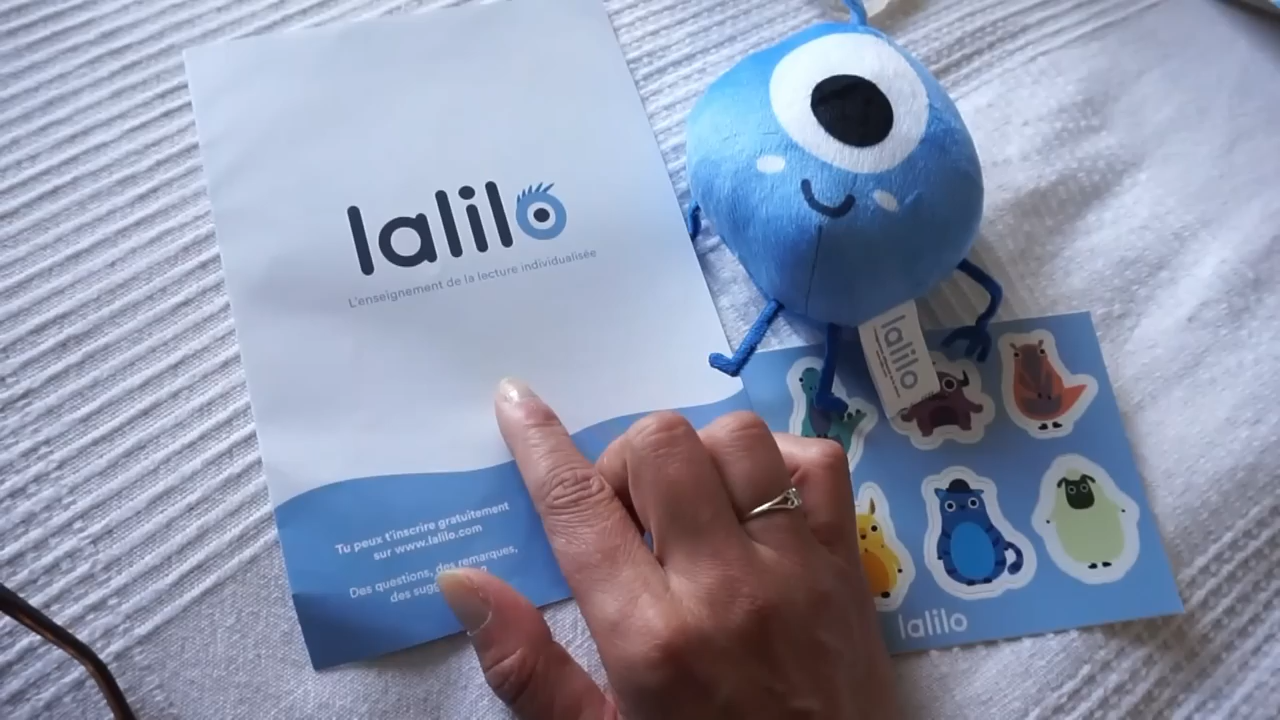 lalilo
L'enseignement de la lecture individualisée
Tu peux t'inscrire gratuitement
sur www.lalilo.com
Des questions, des remarques,
des
lalilo
lalilo